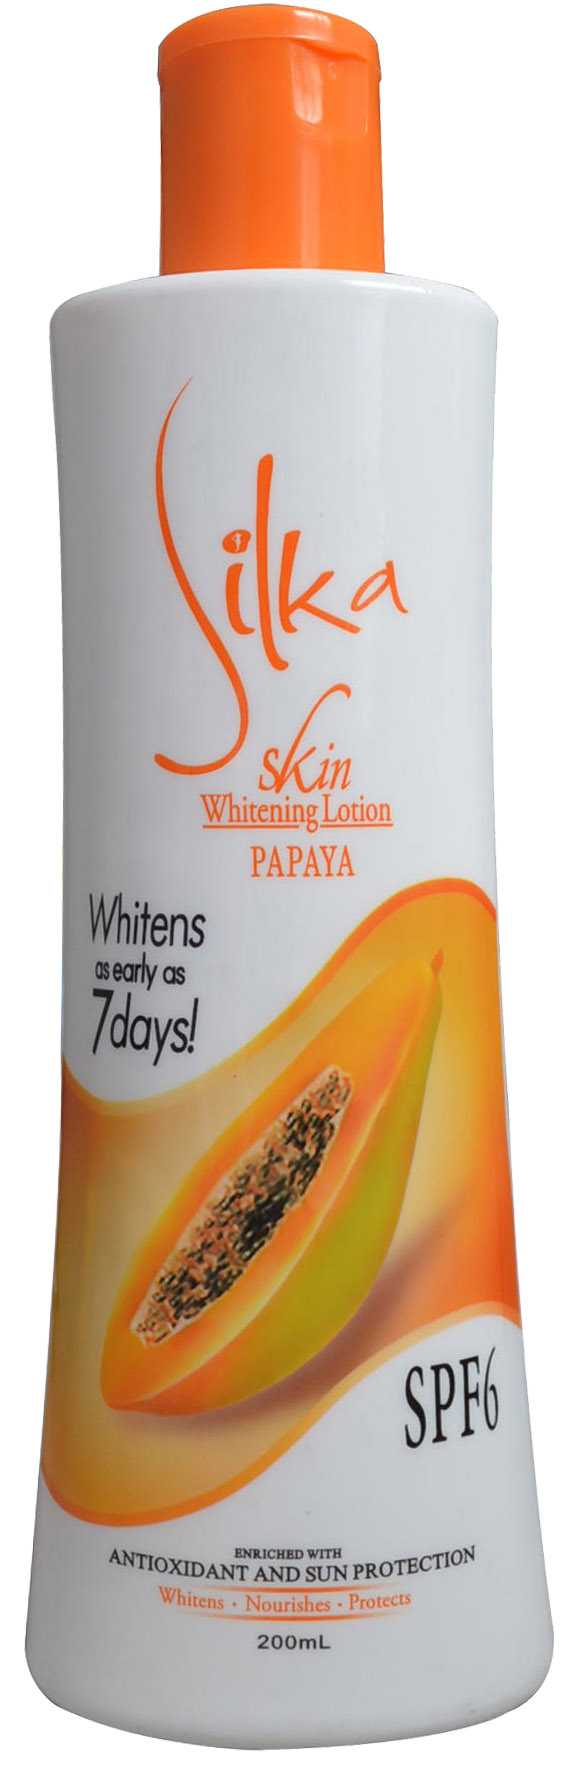 Silka
skin
Whitening Lotion
PAPAYA
Whitens
as early as
7days!
SPF6
ENRICHED WITH
ANTIOXIDANT AND SUN PROTECTION
Whitens • Nourishes • Protects
200mL